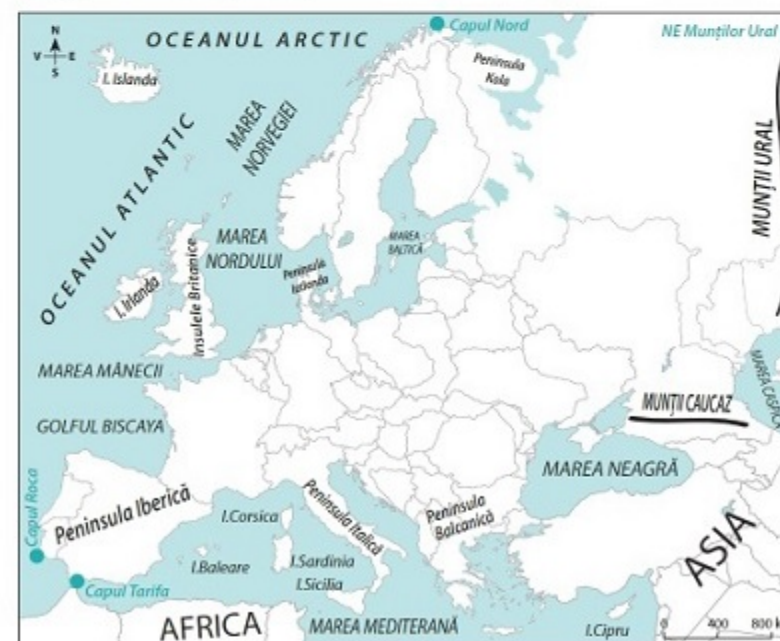 Capul Nord
NE Munților Ural
N
V E
S
OCEANUL ARCTIC
I. Islanda
Peninsula
Kola
MAREA
NORVEGIEI
MUNȚII URAL
OCEANUL ATLANTIC
MAREA
NORDULUI
MAREA
BALTICĂ
Peninsula
I. Irlanda
Insulele Britanice
MAREA MÂNECII
MUNȚII CAUCAZ
GOLFUL BISCAYA
MAREA NEAGRĂ
Capul Roca
Peninsula Iberică
Peninsula Italică
Peninsula
Balcanică
I.Corsica
I.Baleare
I.Sardinia
I.Sicilia
ASIA
Capul Tarifa
AFRICA
MAREA MEDITERANĂ
I.Cipru
0 400 800